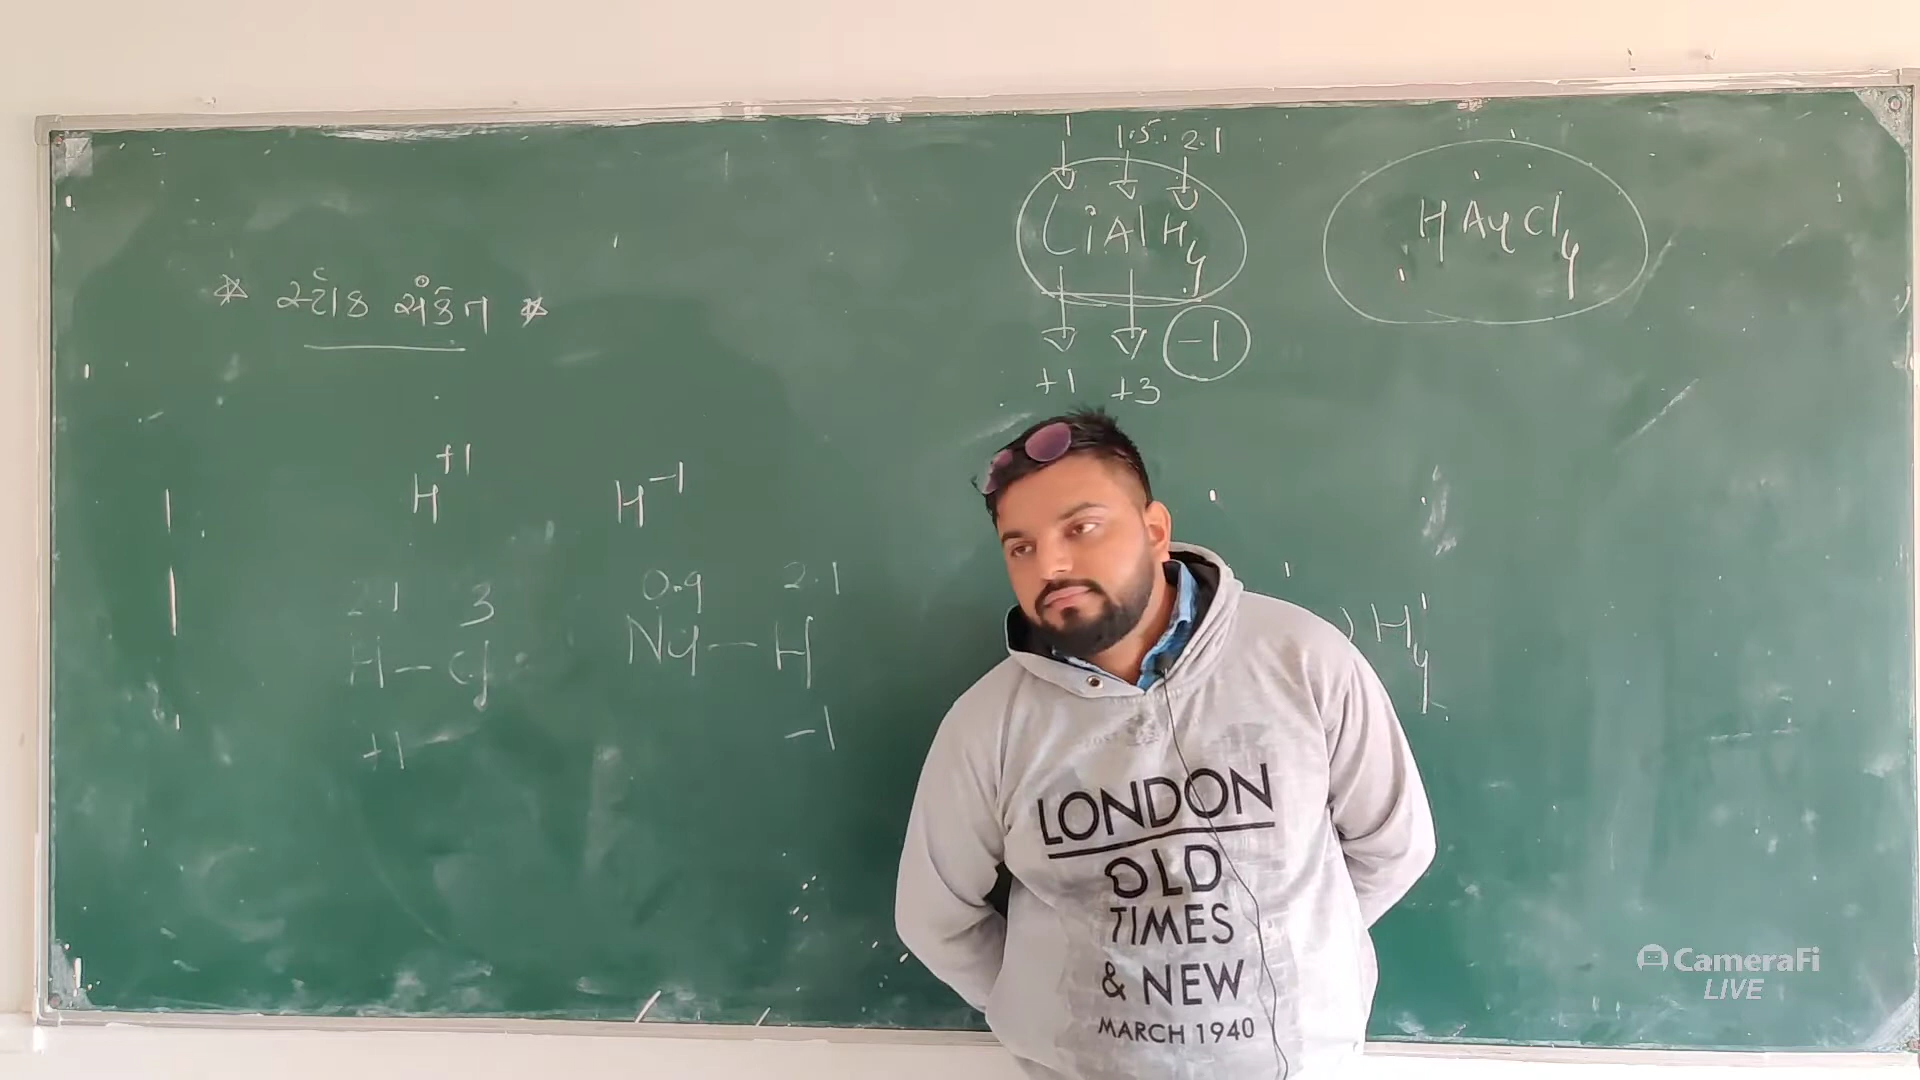 1 1.5 2.1
LiAlH4
HAuCl4
* સ્ટોક સંકેત *
-1
+1 +3
H+1 H-1
2.1 3
0.9 2.1
H-Cl
Na-H
H4
+1 -1
LONDON
OLD
TIMES
& NEW
MARCH 1940
CameraFi
LIVE